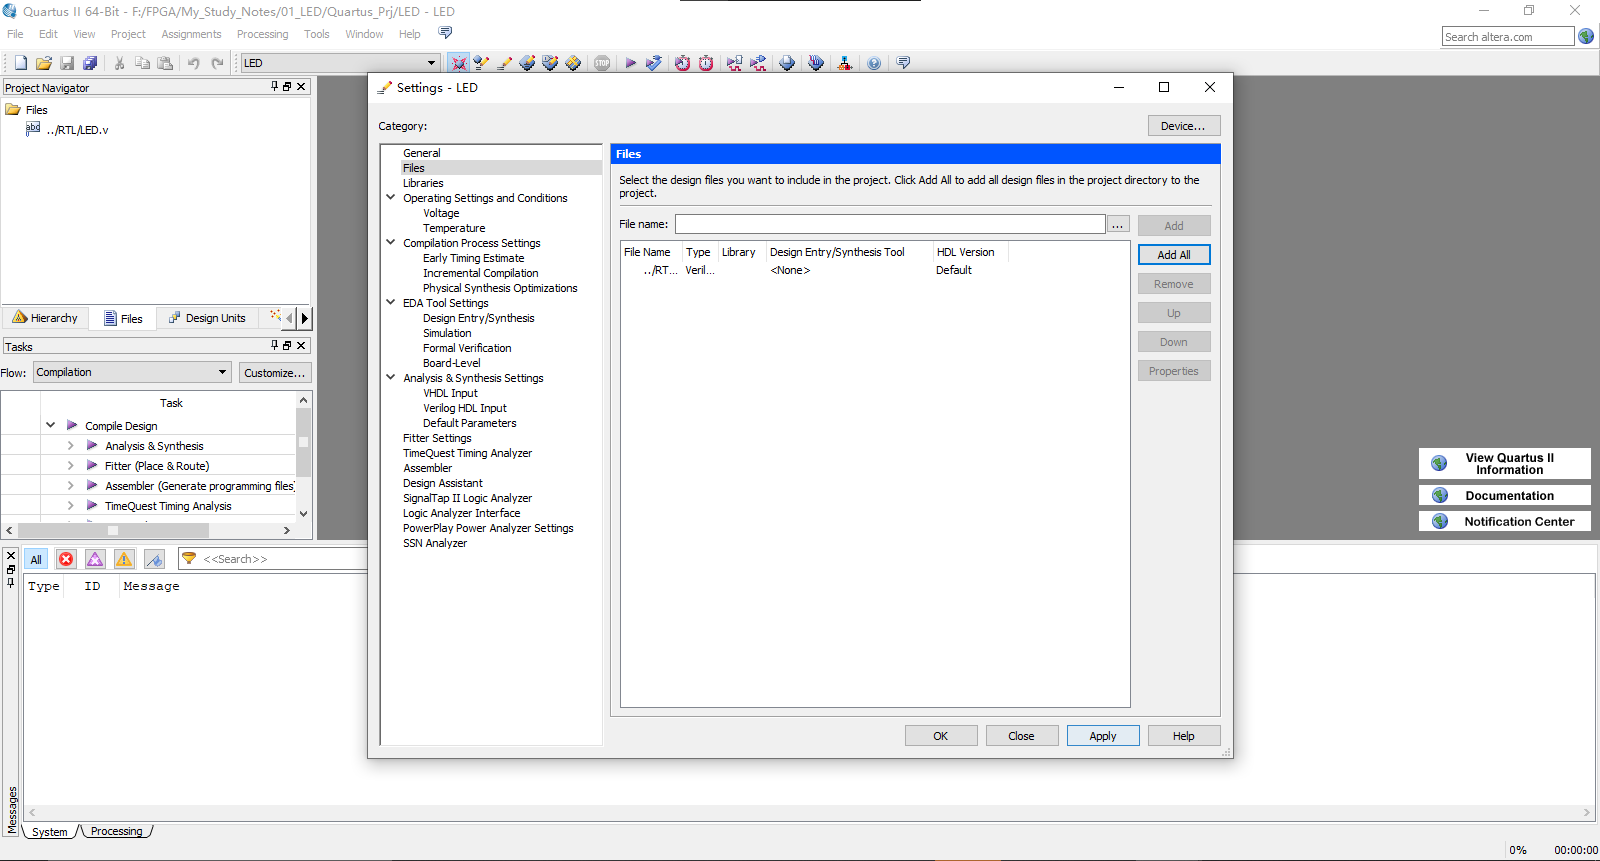 Quartus II 64-Bit - F:/FPGA/My_Study_Notes/01_LED/Quartus_Prj/LED - LED
File Edit View Project Assignments Processing Tools Window Help
Search altera.com
LED
STOP
Project Navigator
Files
abd ../RTL/LED.v
Hierarchy Files Design Units
Tasks
Flow: Compilation Customize...
Task
Compile Design
Analysis & Synthesis
Fitter (Place & Route)
Assembler (Generate programming files)
TimeQuest Timing Analysis
Settings - LED
Category:
Device...
General
Files
Libraries
Operating Settings and Conditions
Voltage
Temperature
Compilation Process Settings
Early Timing Estimate
Incremental Compilation
Physical Synthesis Optimizations
EDA Tool Settings
Design Entry/Synthesis
Simulation
Formal Verification
Board-Level
Analysis & Synthesis Settings
VHDL Input
Verilog HDL Input
Default Parameters
Fitter Settings
TimeQuest Timing Analyzer
Assembler
Design Assistant
SignalTap II Logic Analyzer
Logic Analyzer Interface
PowerPlay Power Analyzer Settings
SSN Analyzer
Files
Select the design files you want to include in the project. Click Add All to add all design files in the project directory to the
project.
File name: ... Add
File Name Type Library Design Entry/Synthesis Tool HDL Version
../RT... Veril... <None> Default
Add All
Remove
Up
Down
Properties
OK Close Apply Help
View Quartus II
Information
Documentation
Notification Center
All <<Search>>
Type ID Message
Messages
System Processing
0% 00:00:00